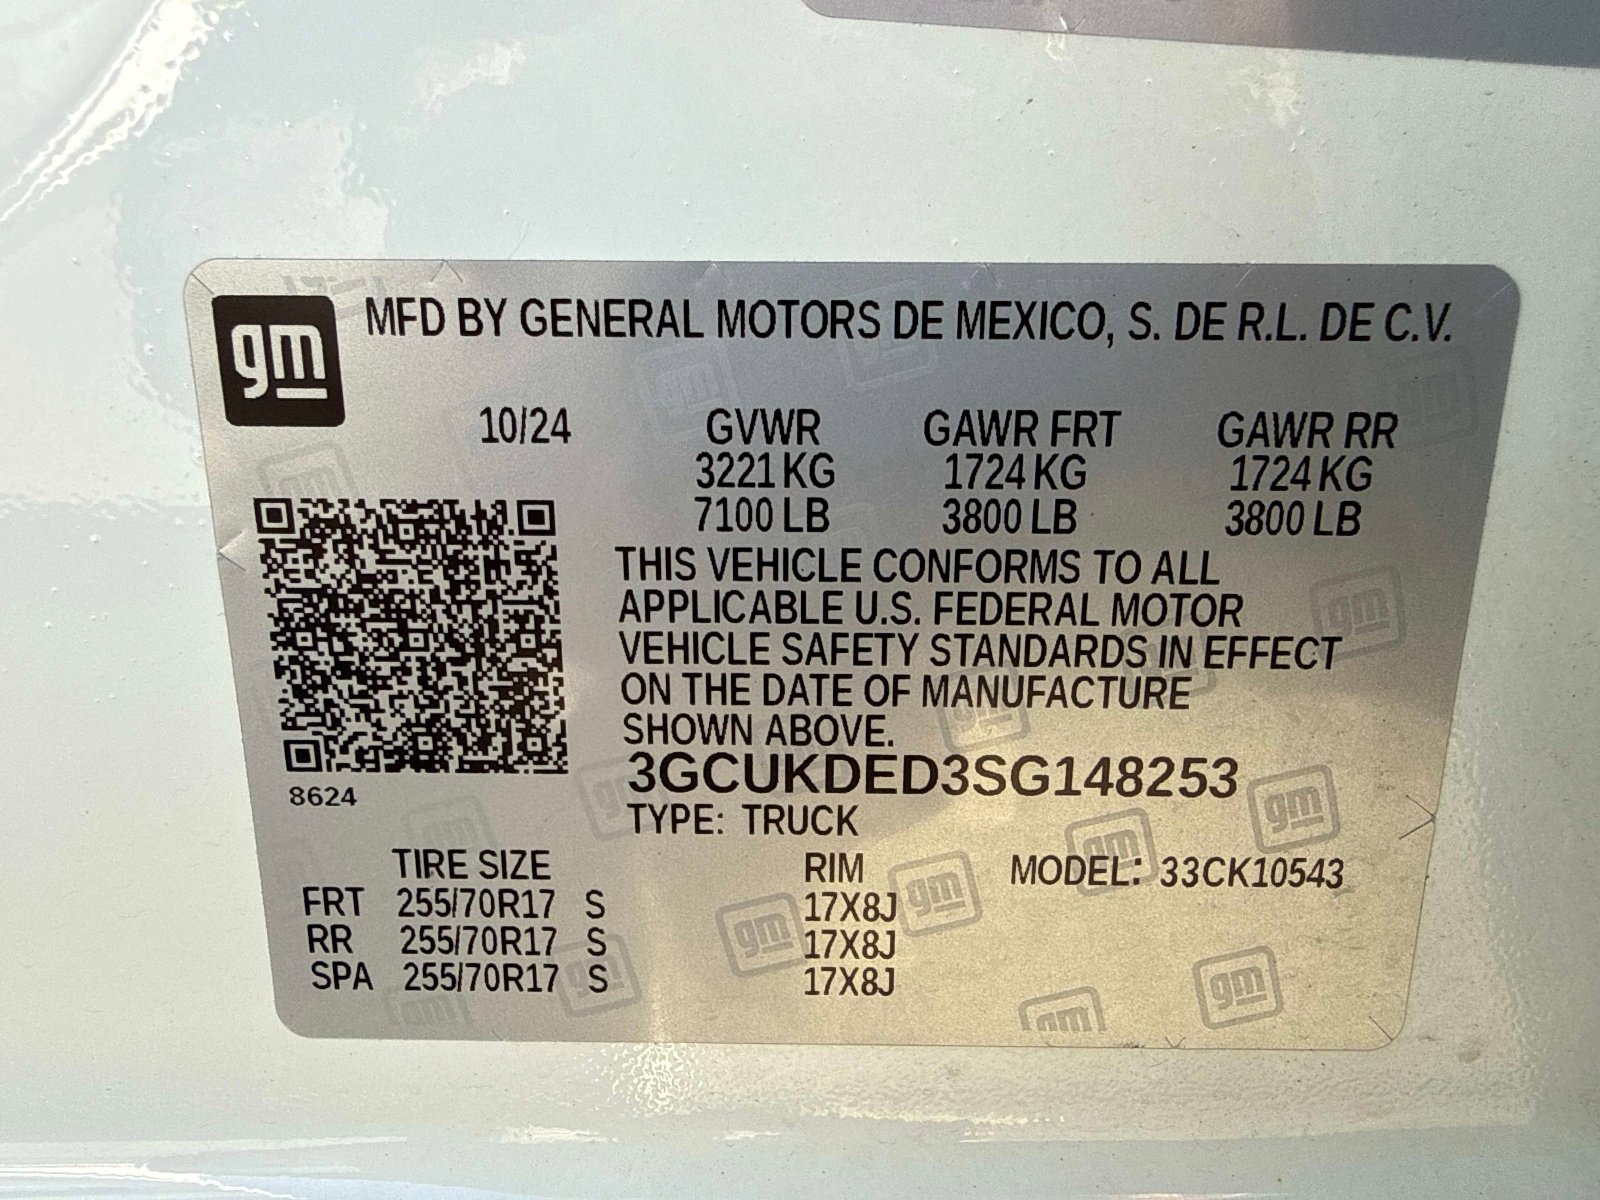 gm
MFD BY GENERAL MOTORS DE MEXICO, S. DE R.L. DE C.V.
10/24 GVWR GAWR FRT GAWR RR
3221 KG 1724 KG 1724 KG
7100 LB 3800 LB 3800 LB
THIS VEHICLE CONFORMS TO ALL
APPLICABLE U.S. FEDERAL MOTOR
VEHICLE SAFETY STANDARDS IN EFFECT
ON THE DATE OF MANUFACTURE
SHOWN ABOVE.
3GCUKDED3SG148253
8624
TYPE: TRUCK
TIRE SIZE RIM MODEL: 33CK10543
FRT 255/70R17 S 17X8J
RR 255/70R17 S 17X8J
SPA 255/70R17 S 17X8J